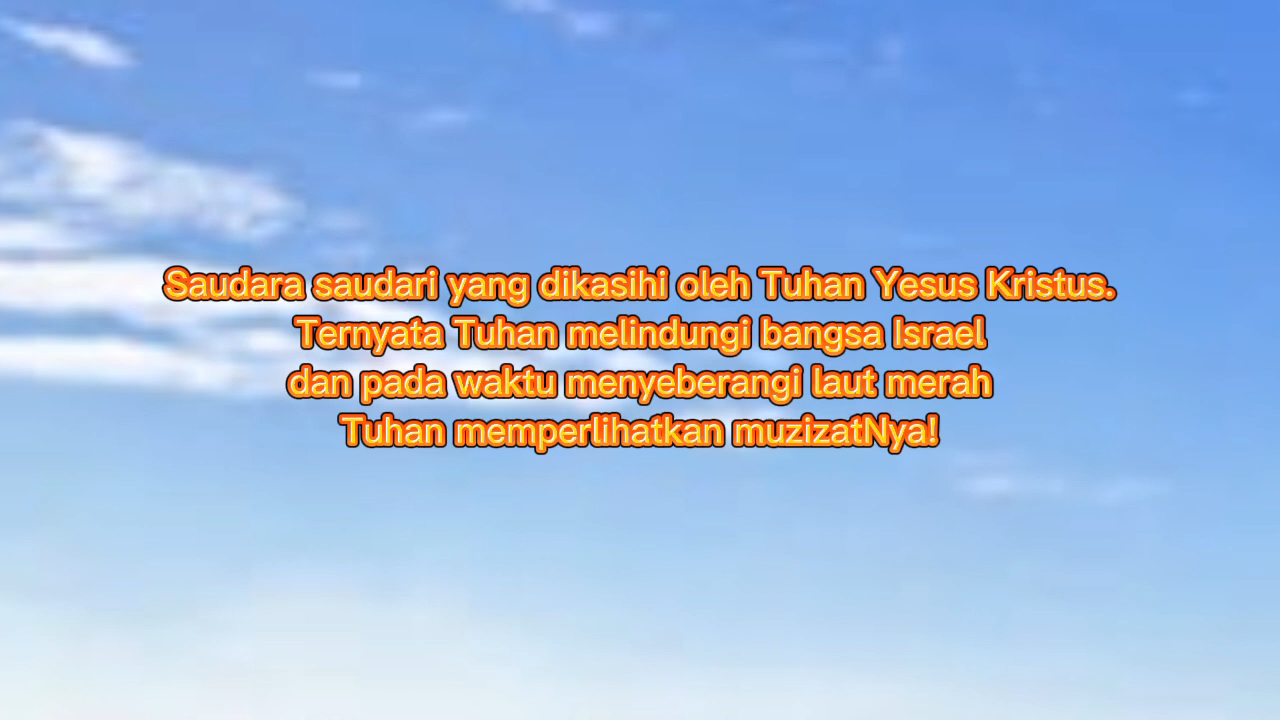 Saudara saudari yang dikasihi oleh Tuhan Yesus Kristus.
Ternyata Tuhan melindungi bangsa Israel
dan pada waktu menyeberangi laut merah
Tuhan memperlihatkan muzizatNya!